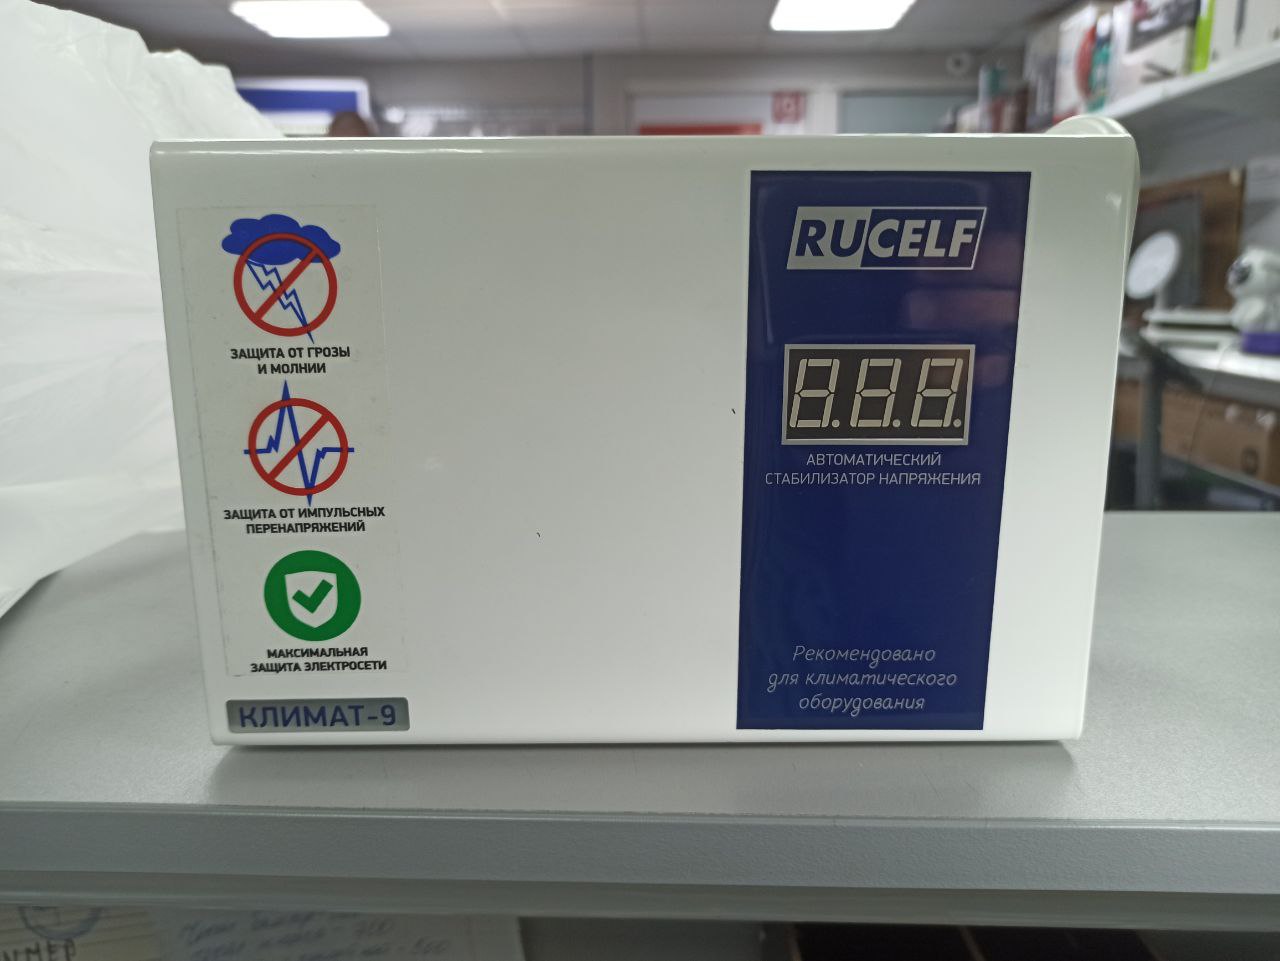 ЗАЩИТА ОТ ГРОЗЫ
И МОЛНИИ
ЗАЩИТА ОТ ИМПУЛЬСНЫХ
ПЕРЕНАПРЯЖЕНИЙ
МАКСИМАЛЬНАЯ
ЗАЩИТА ЭЛЕКТРОСЕТИ
КЛИМАТ-9
RUCELF
АВТОМАТИЧЕСКИЙ
СТАБИЛИЗАТОР НАПРЯЖЕНИЯ
Рекомендовано
для климатического
оборудования